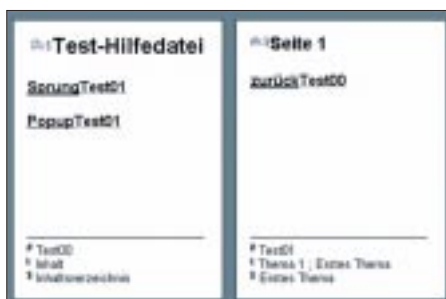 Test-Hilfedatei
SprungTest01
PopupTest01
# Test00
$ Inhalt
K Inhaltsverzeichnis
Seite 1
zurückTest00
# Test01
Thema 1 ; Erstes Thema
Erstes Thema